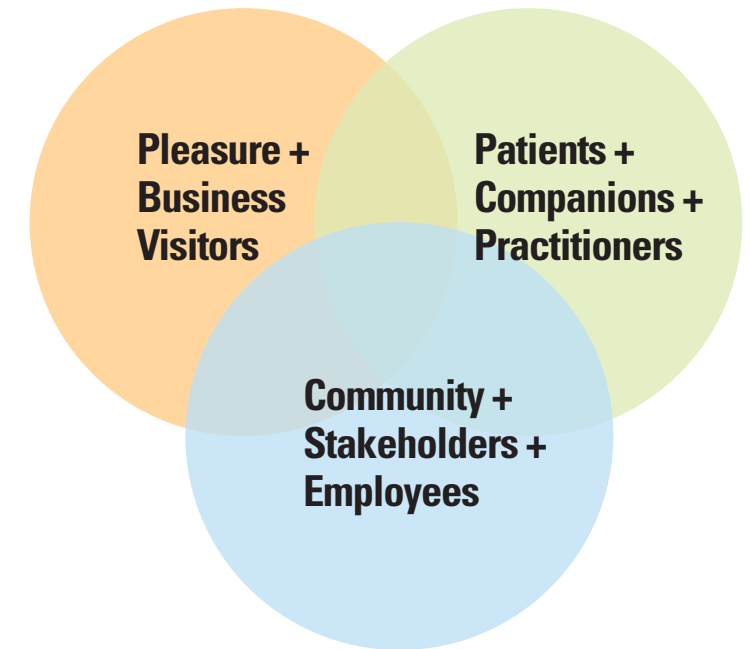 Pleasure +
Business
Visitors
Patients +
Companions +
Practitioners
Community +
Stakeholders +
Employees